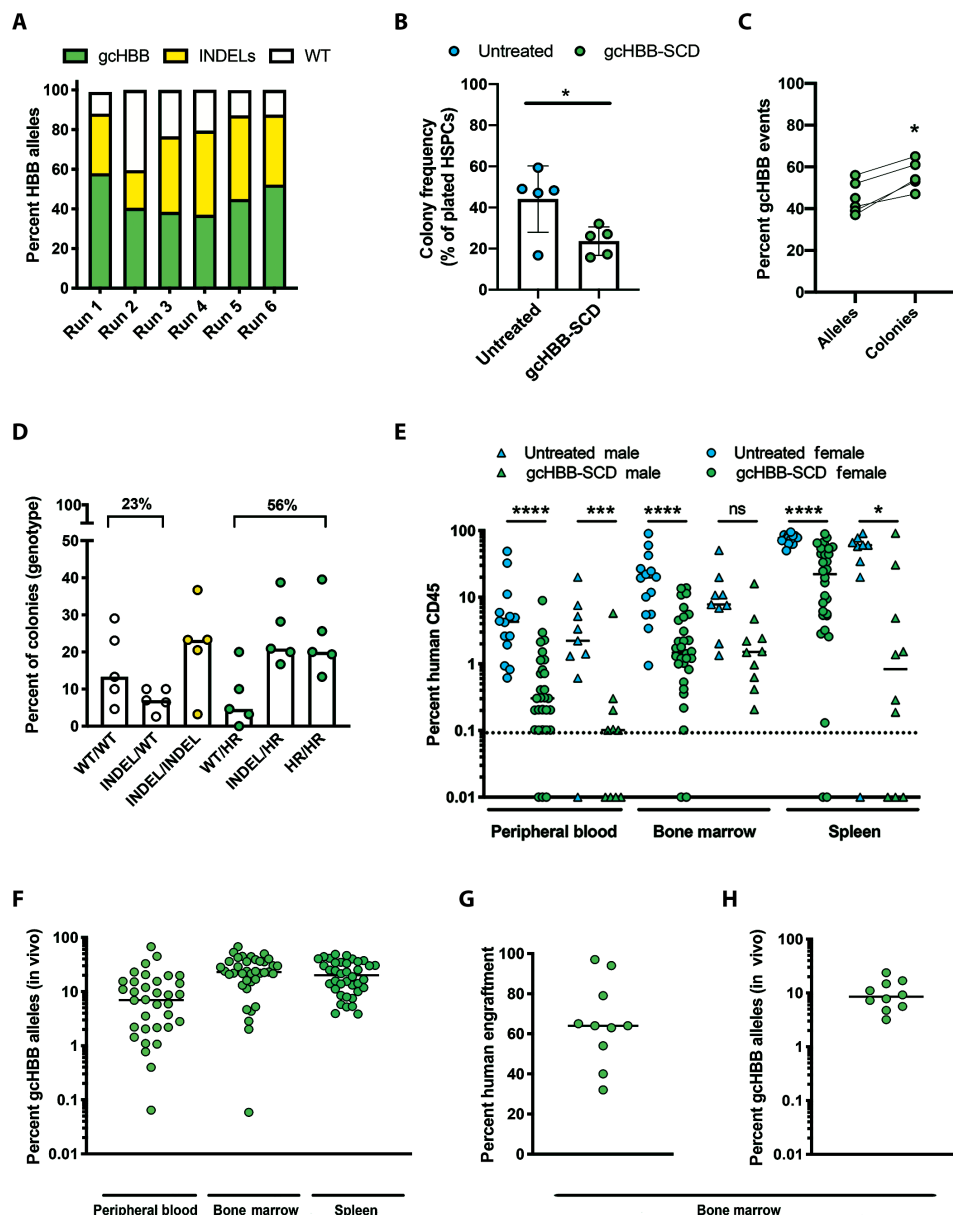 A
gcHBB INDELs WT
Percent HBB alleles
100
80
60
40
20
0
Run 1
Run 2
Run 3
Run 4
Run 5
Run 6
B
Untreated gcHBB-SCD
Colony frequency
(% of plated HSPCs)
100
80
60
40
20
0
*
Untreated
gcHBB-SCD
C
Percent gcHBB events
100
80
60
40
20
0
*
Alleles
Colonies
D
Percent of colonies (genotype)
100
50
40
30
20
10
0
23%
56%
WT/WT
INDEL/WT
INDEL/INDEL
WT/HR
INDEL/HR
HR/HR
E
Untreated male Untreated female
gcHBB-SCD male gcHBB-SCD female
Percent human CD45
100
10
1
0.1
0.01
**** *** **** ns **** *
Peripheral blood Bone marrow Spleen
F
Percent gcHBB alleles (in vivo)
100
10
1
0.1
0.01
Peripheral blood Bone marrow Spleen
G
Percent human engraftment
100
80
60
40
20
0
H
Percent gcHBB alleles (in vivo)
100
10
1
0.1
0.01
Bone marrow